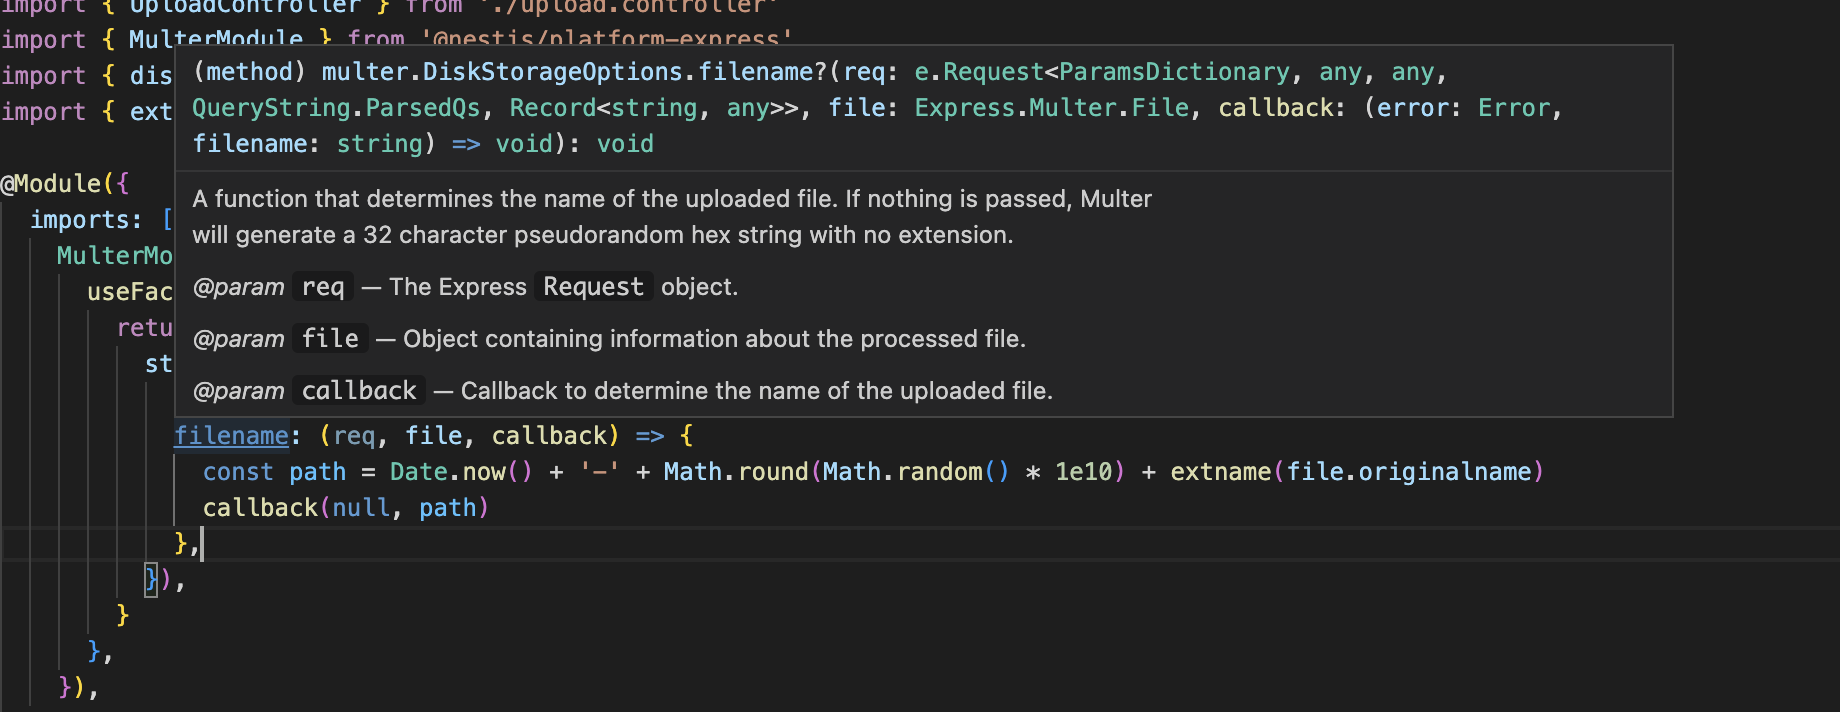 import { UploadController } from './upload.controller'
import { MulterModule } from '@nestjs/platform-express'
import { dis
import { ext
(method) multer.DiskStorageOptions.filename?(req: e.Request<ParamsDictionary, any, any,
QueryString.ParsedQs, Record<string, any>>, file: Express.Multer.File, callback: (error: Error,
filename: string) => void): void
@Module({
imports: [
MulterMo
useFac
retu
st
A function that determines the name of the uploaded file. If nothing is passed, Multer
will generate a 32 character pseudorandom hex string with no extension.
@param req — The Express Request object.
@param file — Object containing information about the processed file.
@param callback — Callback to determine the name of the uploaded file.
filename: (req, file, callback) => {
const path = Date.now() + '-' + Math.round(Math.random() * 1e10) + extname(file.originalname)
callback(null, path)
},
}),
}
},
}),